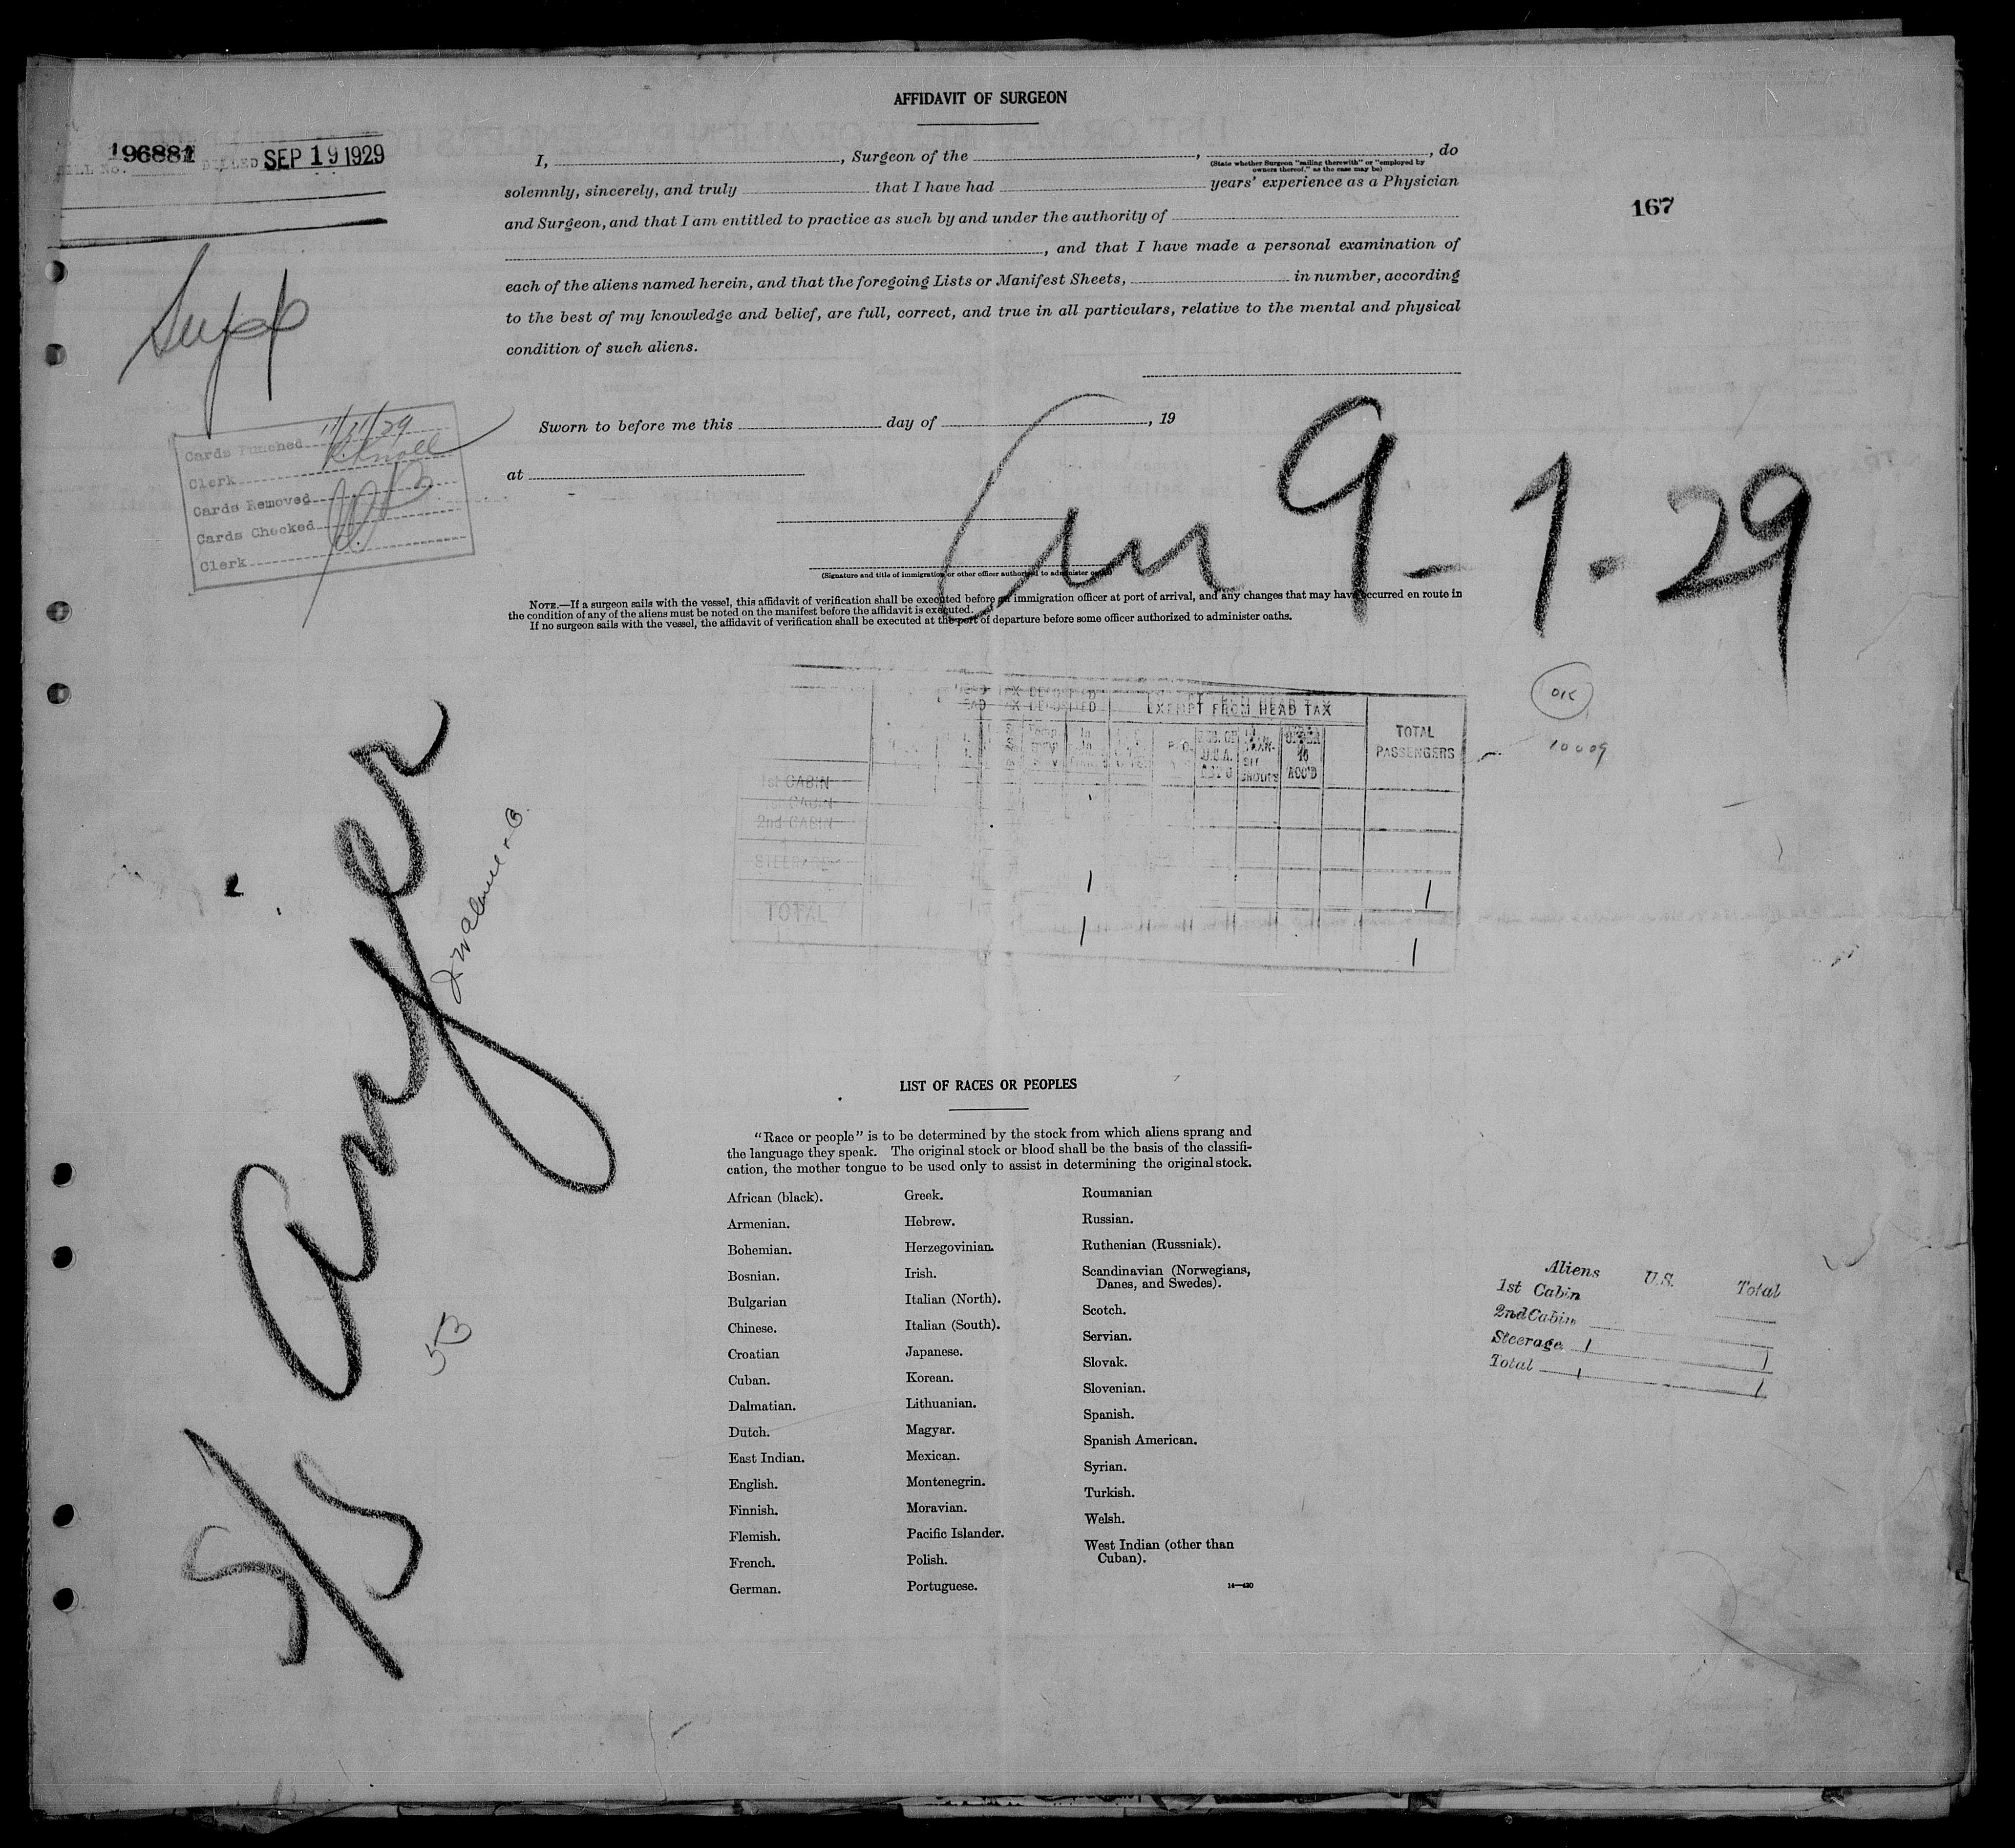 AFFIDAVIT OF SURGEON
196881
BILL NO. BILLED SEP 19 1929
I, , Surgeon of the , , do
(State whether Surgeon "sailing therewith" or "employed by
owners thereof," as the case may be)
solemnly, sincerely, and truly that I have had years' experience as a Physician
167
and Surgeon, and that I am entitled to practice as such by and under the authority of
, and that I have made a personal examination of
each of the aliens named herein, and that the foregoing Lists or Manifest Sheets, in number, according
to the best of my knowledge and belief, are full, correct, and true in all particulars, relative to the mental and physical
condition of such aliens.
Supp
Sworn to before me this day of , 19
at
Cards Punched 11/11/29
Clerk Knoll
Cards Removed
Cards Checked
Clerk
9-1-29
(Signature and title of immigration or other officer authorized to administer oaths)
NOTE.—If a surgeon sails with the vessel, this affidavit of verification shall be executed before an immigration officer at port of arrival, and any changes that may have occurred en route in
the condition of any of the aliens must be noted on the manifest before the affidavit is executed.
If no surgeon sails with the vessel, the affidavit of verification shall be executed at the port of departure before some officer authorized to administer oaths.
OK
10009
HEAD TAX DEPOSITED EXEMPT FROM HEAD TAX
TOTAL
PASSENGERS
U.S.A.
1st CABIN
2nd CABIN
STEERAGE 1 1
TOTAL 1 1
S/S Anfer
5B
LIST OF RACES OR PEOPLES
"Race or people" is to be determined by the stock from which aliens sprang and
the language they speak. The original stock or blood shall be the basis of the classifi-
cation, the mother tongue to be used only to assist in determining the original stock.
African (black).
Armenian.
Bohemian.
Bosnian.
Bulgarian
Chinese.
Croatian
Cuban.
Dalmatian.
Dutch.
East Indian.
English.
Finnish.
Flemish.
French.
German.
Greek.
Hebrew.
Herzegovinian.
Irish.
Italian (North).
Italian (South).
Japanese.
Korean.
Lithuanian.
Magyar.
Mexican.
Montenegrin.
Moravian.
Pacific Islander.
Polish.
Portuguese.
Roumanian
Russian.
Ruthenian (Russniak).
Scandinavian (Norwegians,
Danes, and Swedes).
Scotch.
Servian.
Slovak.
Slovenian.
Spanish.
Spanish American.
Syrian.
Turkish.
Welsh.
West Indian (other than
Cuban).
14—430
Aliens U.S. Total
1st Cabin
2nd Cabin
Steerage 1 1
Total 1 1